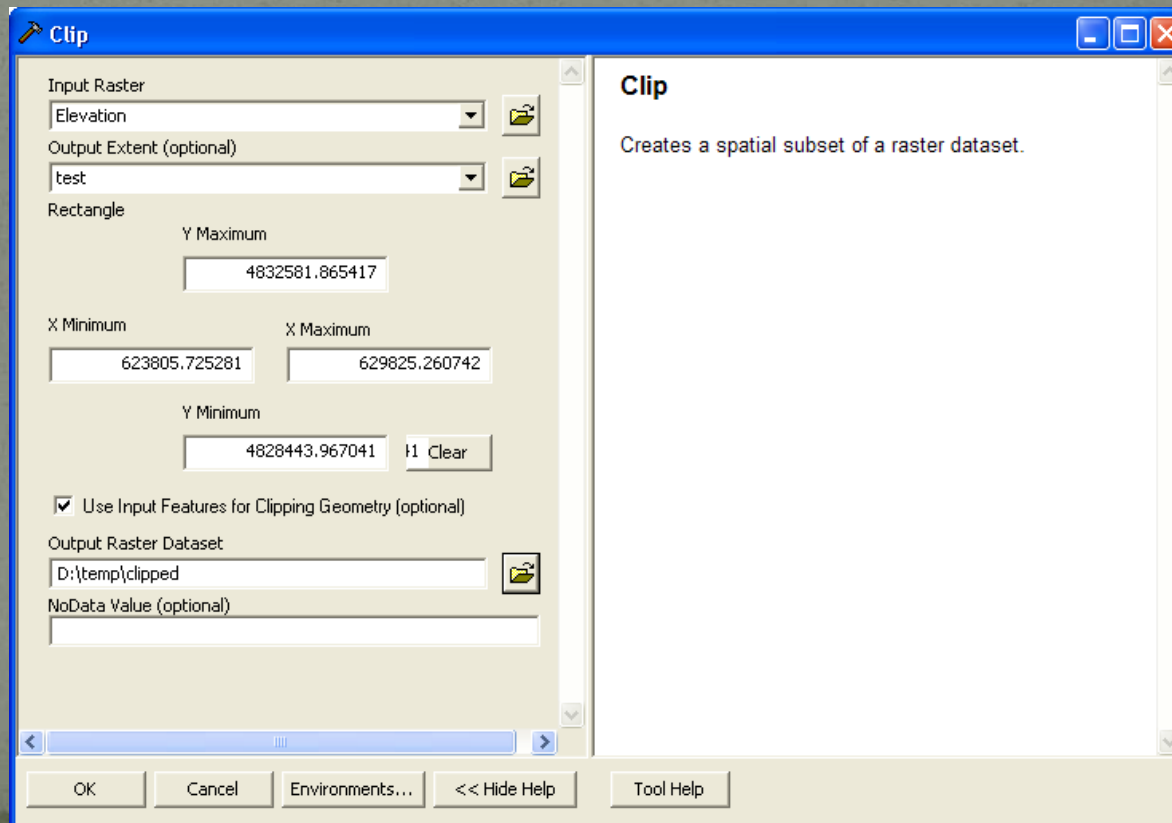 Clip
Input Raster
Elevation
Output Extent (optional)
test
Rectangle
Y Maximum
4832581.865417
X Minimum
X Maximum
623805.725281
629825.260742
Y Minimum
4828443.967041
41 Clear
Use Input Features for Clipping Geometry (optional)
Output Raster Dataset
D:\temp\clipped
NoData Value (optional)
Clip
Creates a spatial subset of a raster dataset.
OK
Cancel
Environments...
<< Hide Help
Tool Help